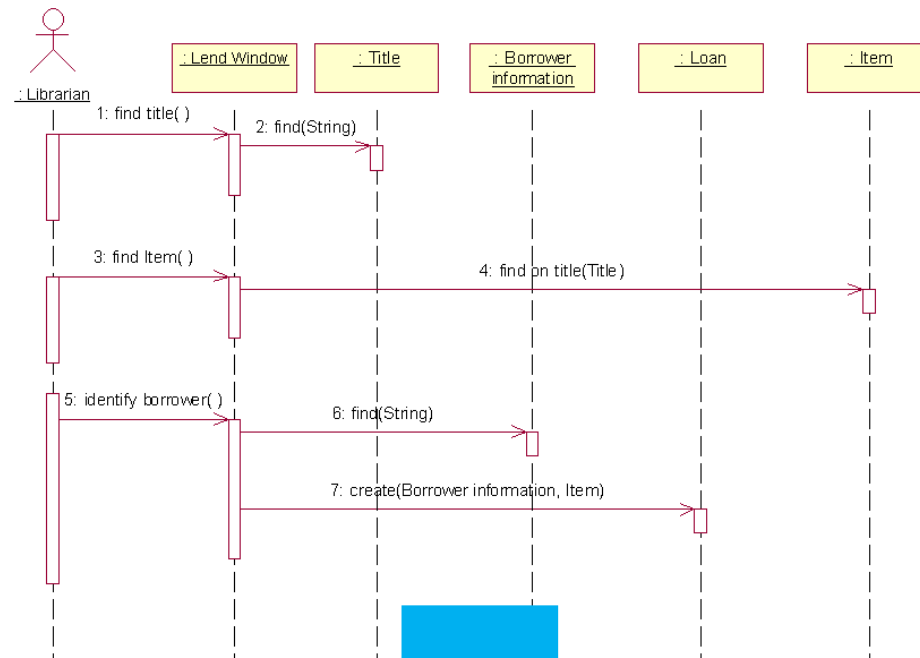 : Librarian
: Lend Window
: Title
: Borrower
information
: Loan
: Item
1: find title( )
2: find(String)
3: find Item( )
4: find on title(Title)
5: identify borrower( )
6: find(String)
7: create(Borrower information, Item)